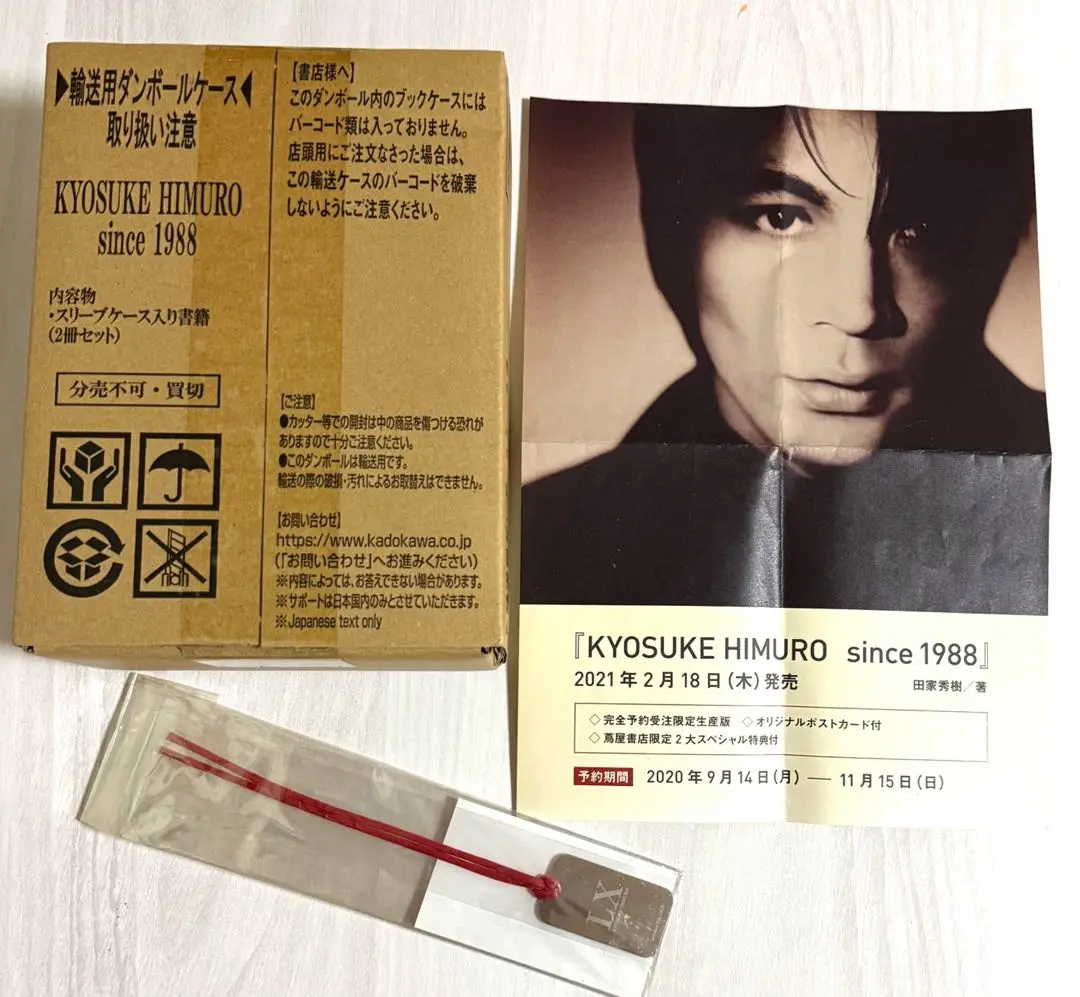 ▶輸送用ダンボールケース◀
取り扱い注意
KYOSUKE HIMURO
since 1988
内容物
・スリーブケース入り書籍
(2冊セット)
分売不可・買切
【書店様へ】
このダンボール内のブックケースには
バーコード類は入っておりません。
店頭用にご注文なさった場合は、
この輸送ケースのバーコードを破棄
しないようにご注意ください。
【ご注意】
●カッター等での開封は中の商品を傷つける恐れが
ありますので十分ご注意ください。
●このダンボールは輸送用です。
輸送の際の破損・汚れによるお取替えはできません。
【お問い合わせ】
https://www.kadokawa.co.jp
(「お問い合わせ」へお進みください)
※内容によっては、お答えできない場合があります。
※サポートは日本国内のみとさせていただきます。
※Japanese text only
『KYOSUKE HIMURO since 1988』
2021年2月18日(木)発売
田家秀樹/著
◇完全予約受注限定生産版 ◇オリジナルポストカード付
◇蔦屋書店限定2大スペシャル特典付
予約期間 2020年9月14日(月)―11月15日(日)
LX